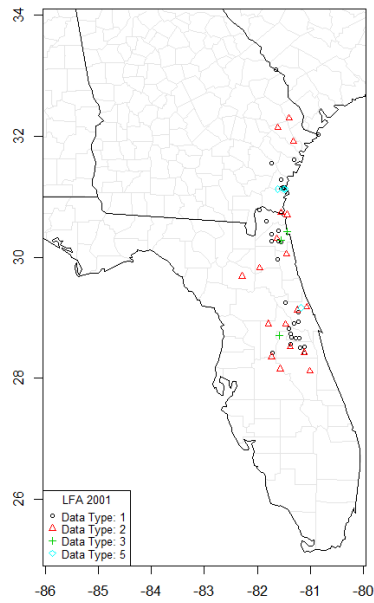 34
32
30
28
26
LFA 2001
Data Type: 1
Data Type: 2
Data Type: 3
Data Type: 5
-86 -85 -84 -83 -82 -81 -80